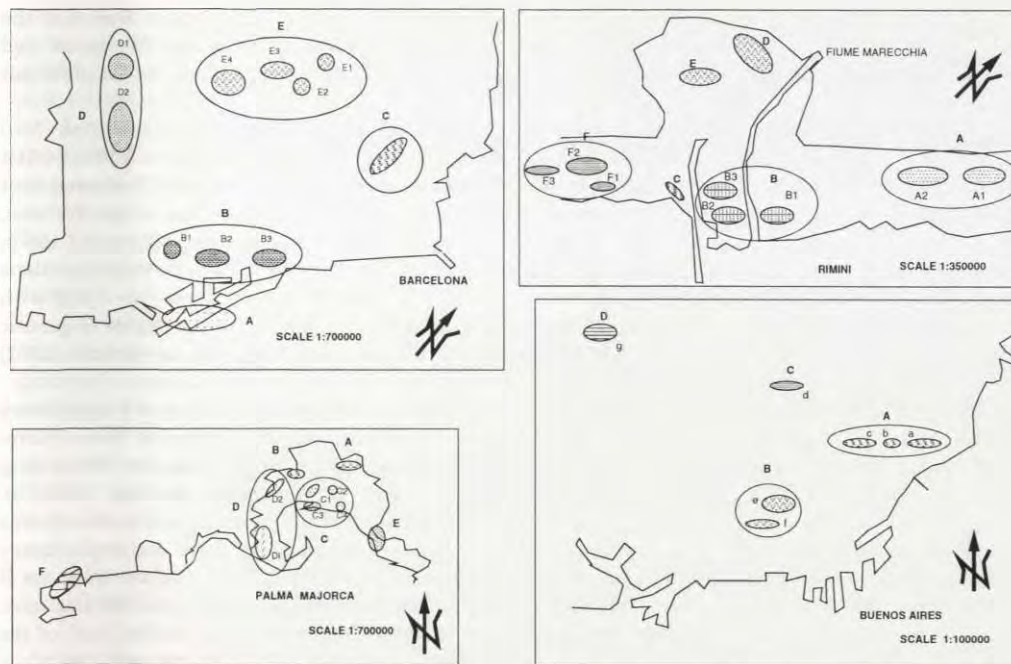 E
D1
E4
E3
E1
D2
E2
D
C
B
B1
B2
B3
BARCELONA
A
SCALE 1:700000
D
FIUME MARECCHIA
E
A
F
F2
F3
F1
C
B3
B
B2
B1
A2
A1
RIMINI
SCALE 1:350000
A
B
D2
C2
C1
D
C3
E
C
F
PALMA MAJORCA
SCALE 1:700000
D
g
C
d
A
c
b
a
B
e
f
BUENOS AIRES
SCALE 1:100000